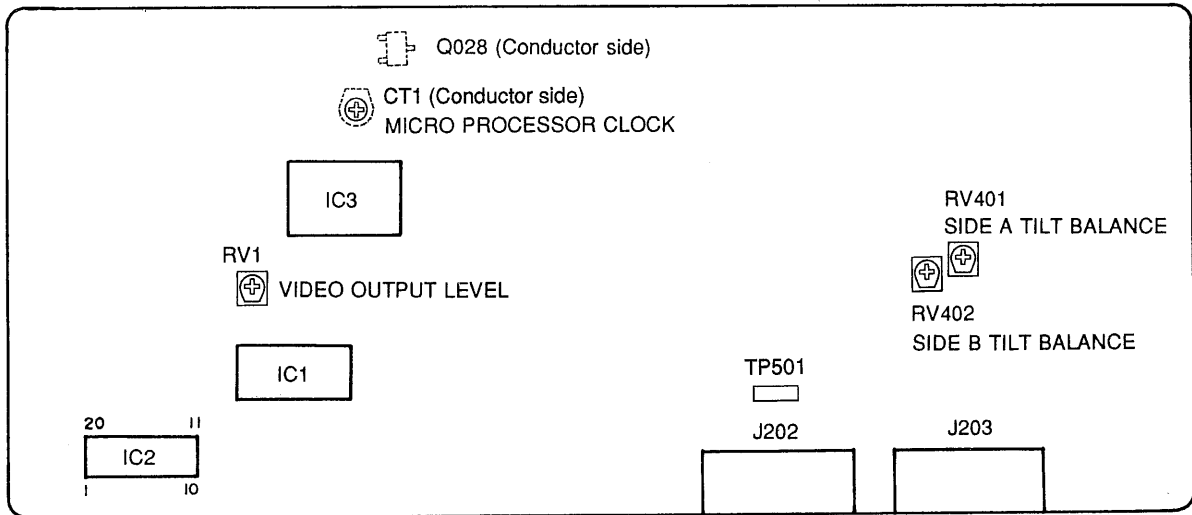 Q028 (Conductor side)
CT1 (Conductor side)
MICRO PROCESSOR CLOCK
IC3
RV401
SIDE A TILT BALANCE
RV1
VIDEO OUTPUT LEVEL
RV402
SIDE B TILT BALANCE
IC1
TP501
20 11
IC2
1 10
J202
J203